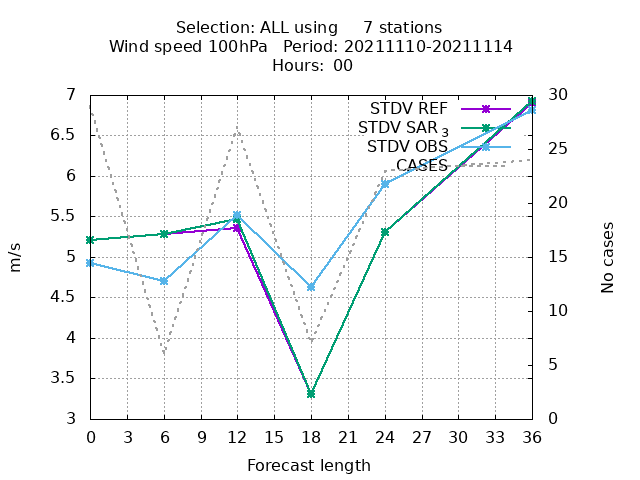 Selection: ALL using     7 stations
Wind speed 100hPa   Period: 20211110-20211114
Hours:  00
STDV REF
STDV SAR 3
STDV OBS
CASES
7
6.5
6
5.5
5
4.5
4
3.5
3
m/s
30
25
20
15
10
5
0
No cases
0 3 6 9 12 15 18 21 24 27 30 33 36
Forecast length